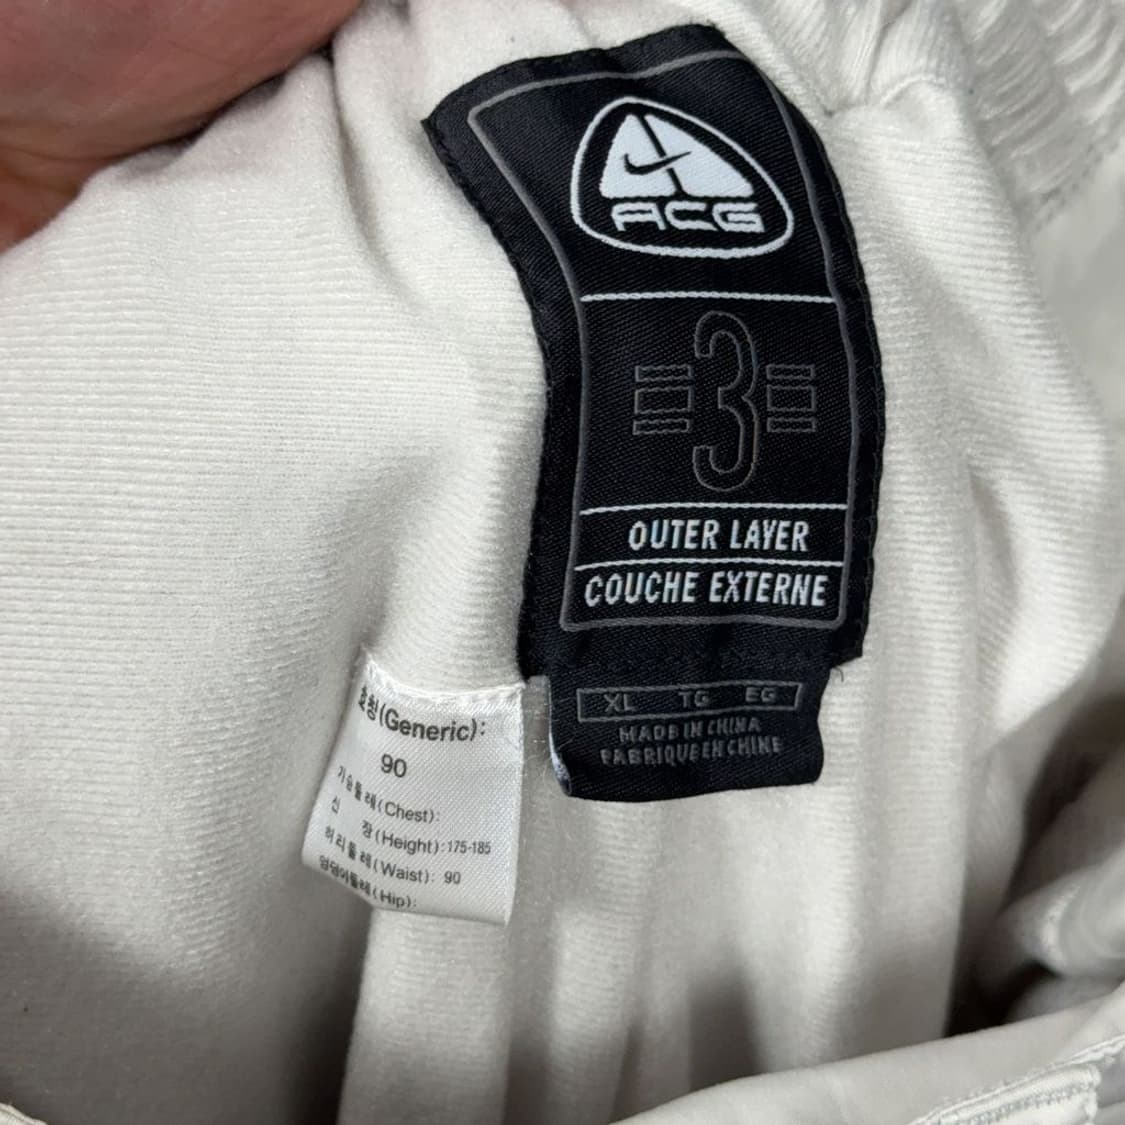 ACG
3
OUTER LAYER
COUCHE EXTERNE
XL TG EG
MADE IN CHINA
FABRIQUE EN CHINE
호칭(Generic):
90
가슴둘레(Chest):
신 장(Height):175-185
허리둘레(Waist): 90
엉덩이둘레(Hip):